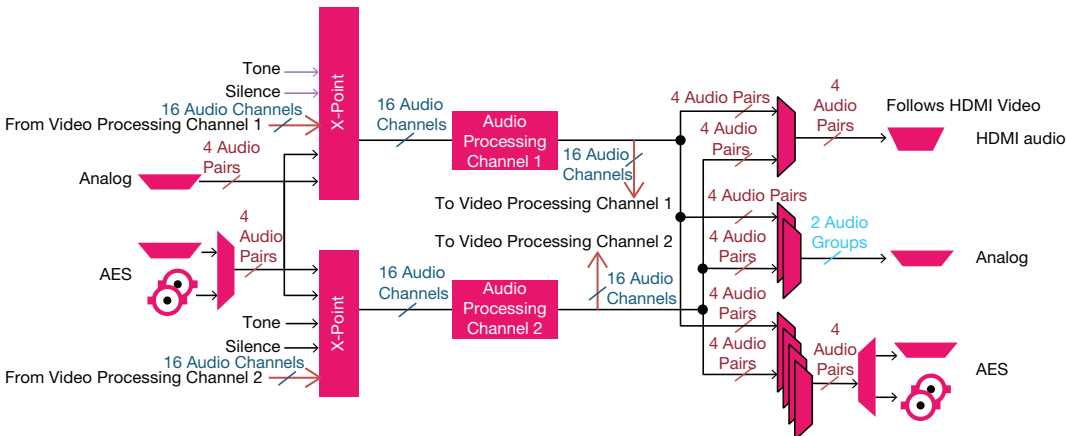 Tone
Silence
16 Audio Channels
From Video Processing Channel 1
4 Audio
Pairs
Analog
X-Point
16 Audio
Channels
Audio
Processing
Channel 1
16 Audio
Channels
To Video Processing Channel 1
4 Audio Pairs
4 Audio
Pairs
4
Audio
Pairs
Follows HDMI Video
HDMI audio
4
Audio
Pairs
AES
Tone
Silence
16 Audio Channels
From Video Processing Channel 2
X-Point
16 Audio
Channels
Audio
Processing
Channel 2
To Video Processing Channel 2
16 Audio
Channels
4 Audio Pairs
4 Audio
Pairs
2 Audio
Groups
Analog
4 Audio
Pairs
4 Audio
Pairs
4
Audio
Pairs
AES